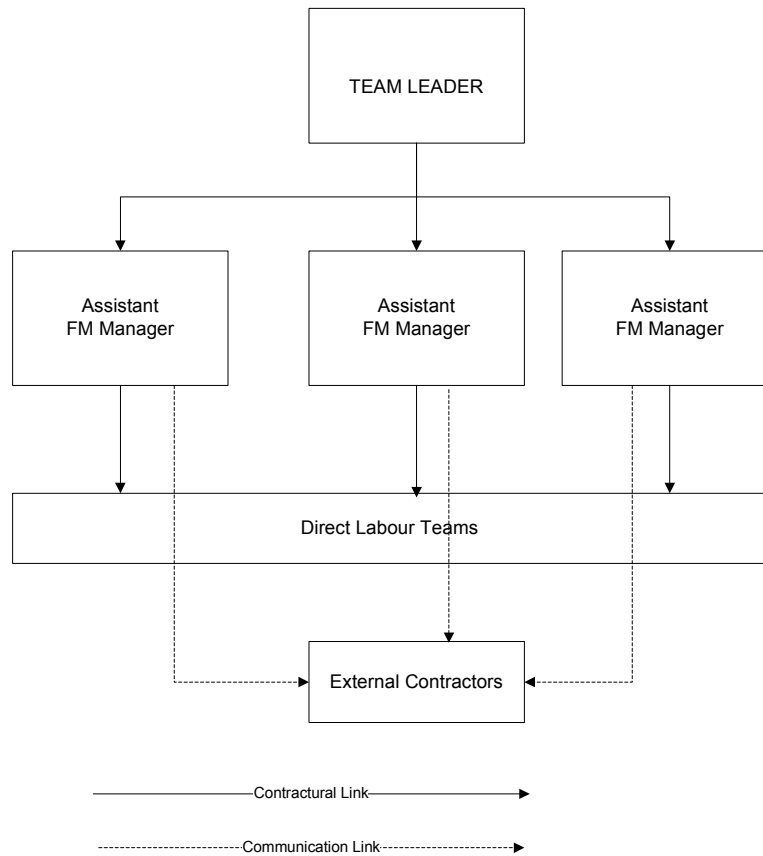 TEAM LEADER
Assistant
FM Manager
Assistant
FM Manager
Assistant
FM Manager
Direct Labour Teams
External Contractors
Contractural Link
Communication Link